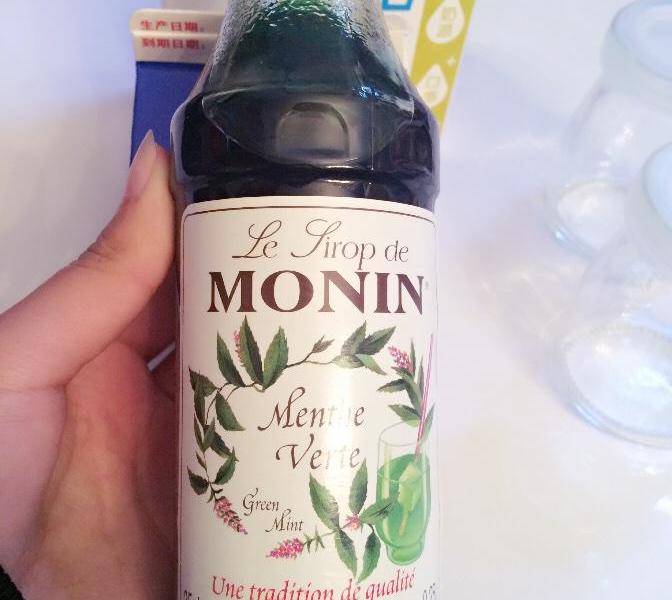 生产日期:
到期日期:
Le Sirop de
MONIN
Menthe
Verte
Green
Mint
Une tradition de qualité